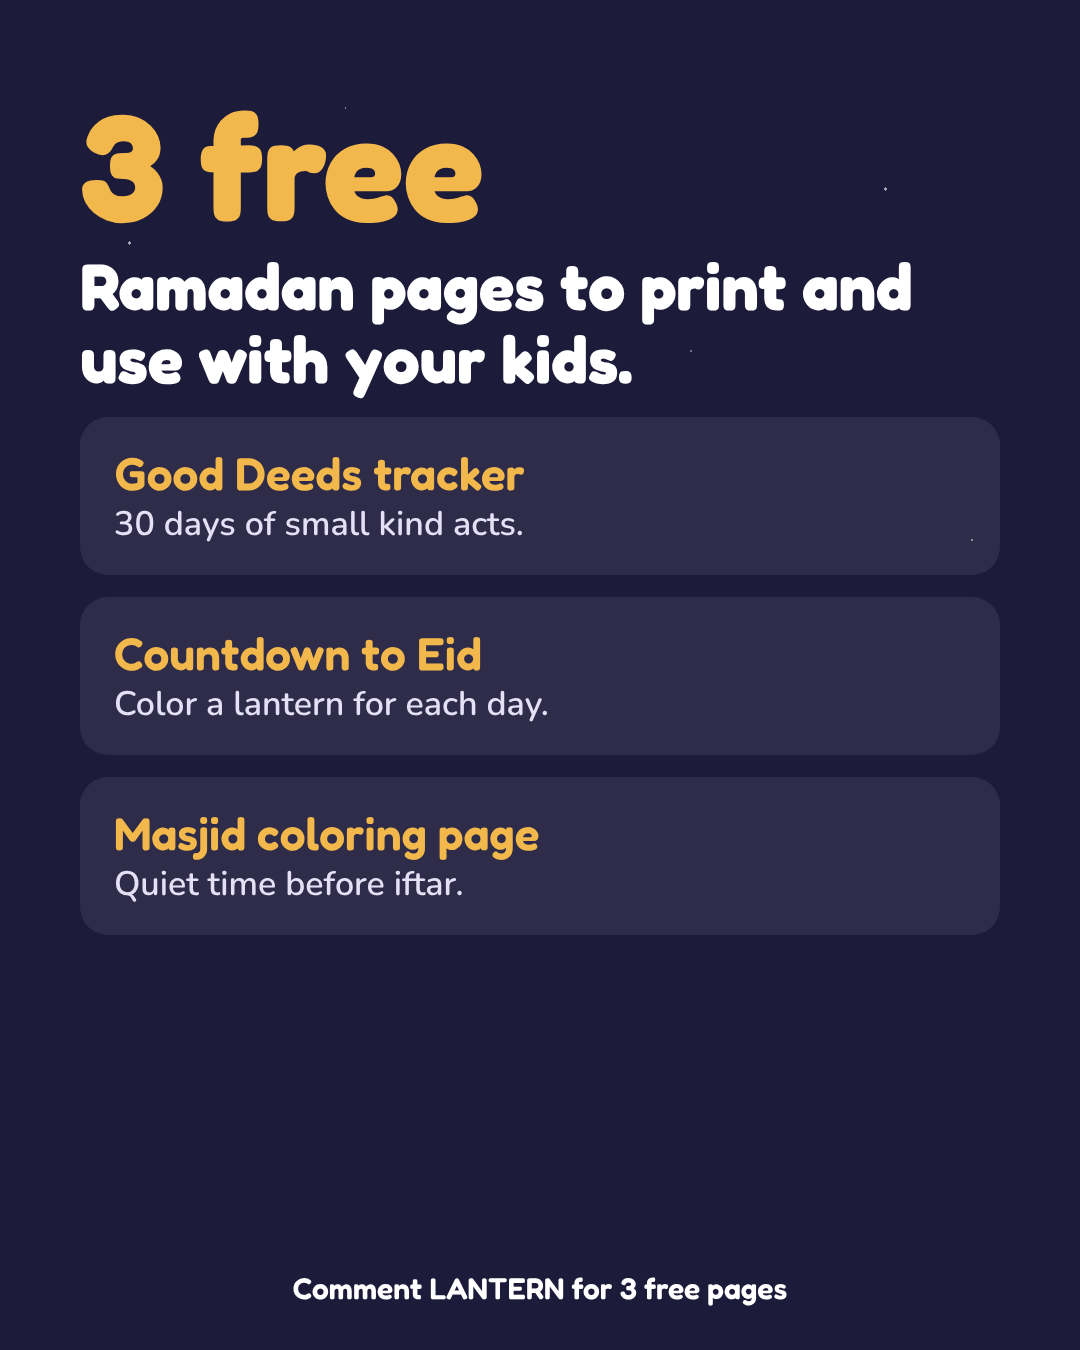 3 free
Ramadan pages to print and
use with your kids.
Good Deeds tracker
30 days of small kind acts.
Countdown to Eid
Color a lantern for each day.
Masjid coloring page
Quiet time before iftar.
Comment LANTERN for 3 free pages